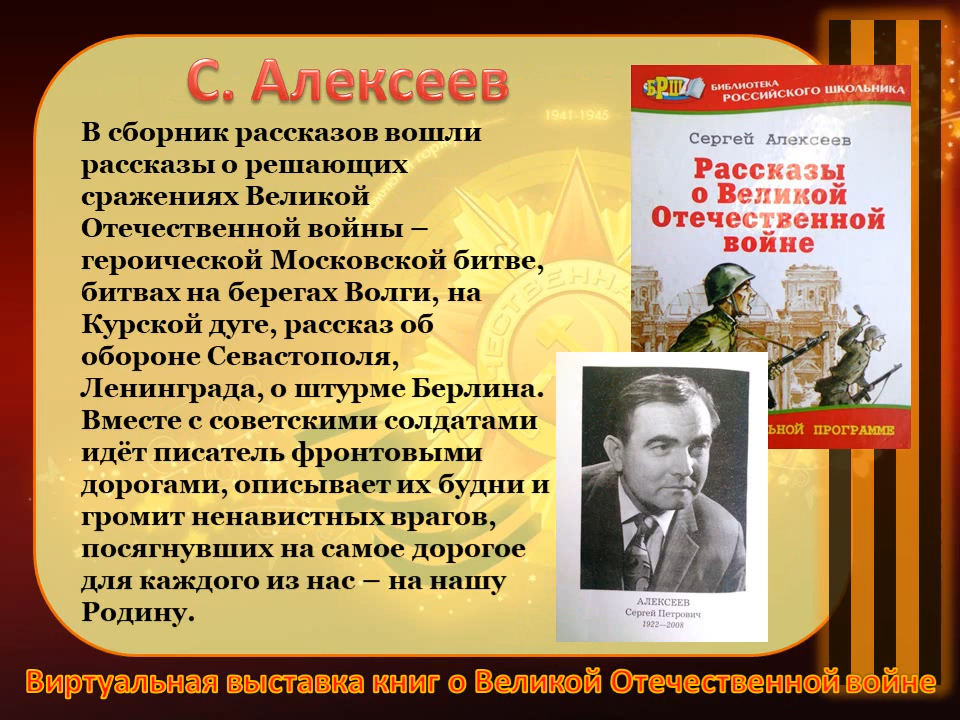 С. Алексеев
В сборник рассказов вошли
рассказы о решающих
сражениях Великой
Отечественной войны –
героической Московской битве,
битвах на берегах Волги, на
Курской дуге, рассказ об
обороне Севастополя,
Ленинграда, о штурме Берлина.
Вместе с советскими солдатами
идёт писатель фронтовыми
дорогами, описывает их будни и
громит ненавистных врагов,
посягнувших на самое дорогое
для каждого из нас – на нашу
Родину.
1941-1945
ОТЕЧЕСТВЕННАЯ
БРШ
БИБЛИОТЕКА
РОССИЙСКОГО ШКОЛЬНИКА
Сергей Алексеев
Рассказы
о Великой
Отечественной
войне
ЬНОЙ ПРОГРАММЕ
АЛЕКСЕЕВ
Сергей Петрович
1922—2008
Виртуальная выставка книг о Великой Отечественной войне